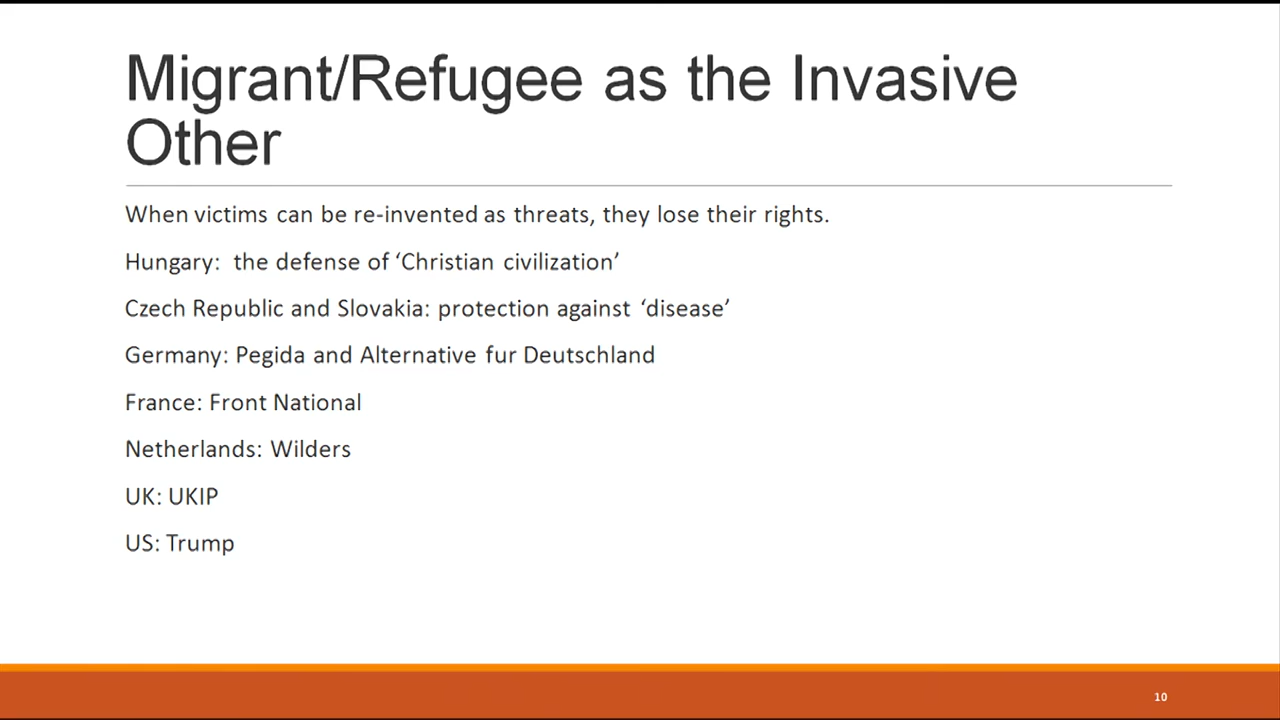 Migrant/Refugee as the Invasive
Other
When victims can be re-invented as threats, they lose their rights.
Hungary:  the defense of ‘Christian civilization’
Czech Republic and Slovakia: protection against ‘disease’
Germany: Pegida and Alternative fur Deutschland
France: Front National
Netherlands: Wilders
UK: UKIP
US: Trump
10